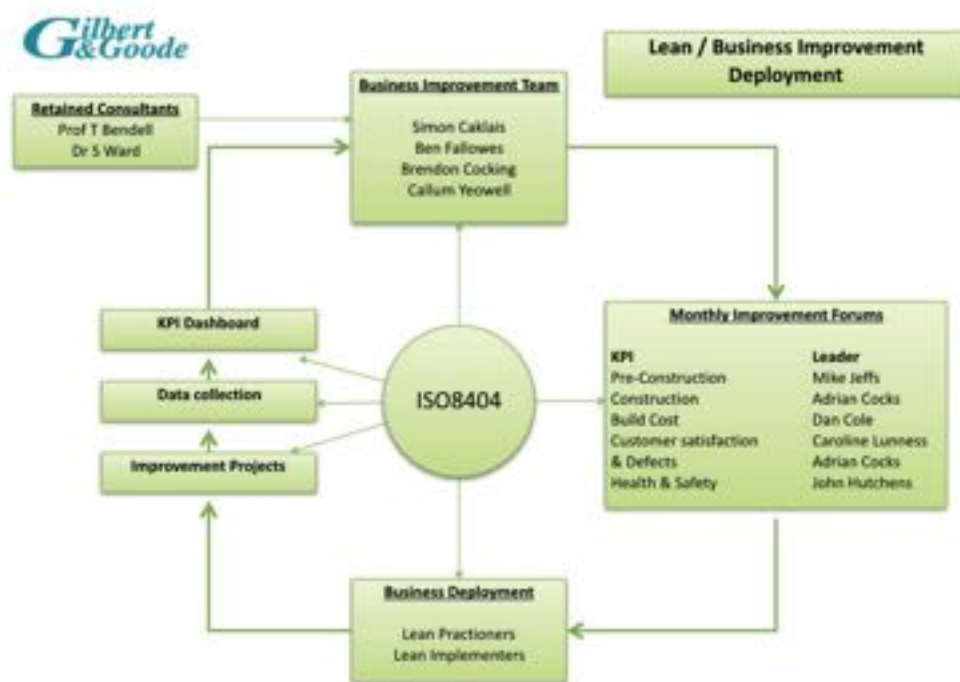 Gilbert
&Goode
Lean / Business Improvement
Deployment
Retained Consultants
Prof T Bendell
Dr S Ward
Business Improvement Team
Simon Caklais
Ben Fallowes
Brendon Cocking
Callum Yeowell
KPI Dashboard
Data collection
Improvement Projects
ISO8404
Monthly Improvement Forums
KPI Leader
Pre-Construction Mike Jeffs
Construction Adrian Cocks
Build Cost Dan Cole
Customer satisfaction Caroline Lunness
& Defects Adrian Cocks
Health & Safety John Hutchens
Business Deployment
Lean Practioners
Lean Implementers